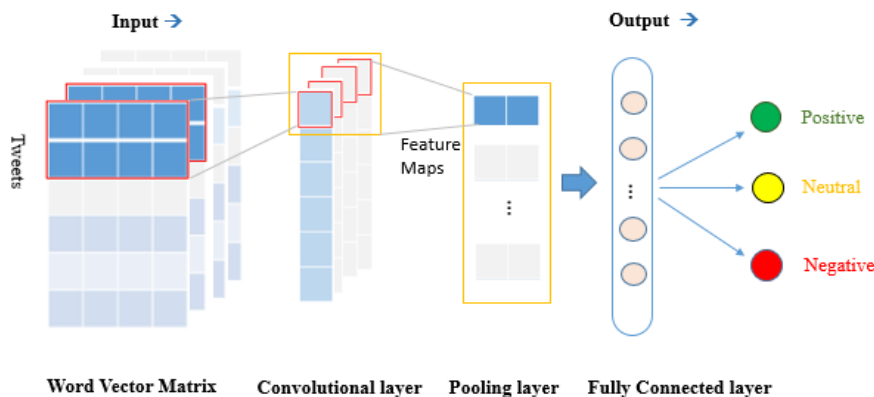 Input →
Output →
Tweets
Feature
Maps
...
...
Positive
Neutral
Negative
Word Vector Matrix
Convolutional layer
Pooling layer
Fully Connected layer